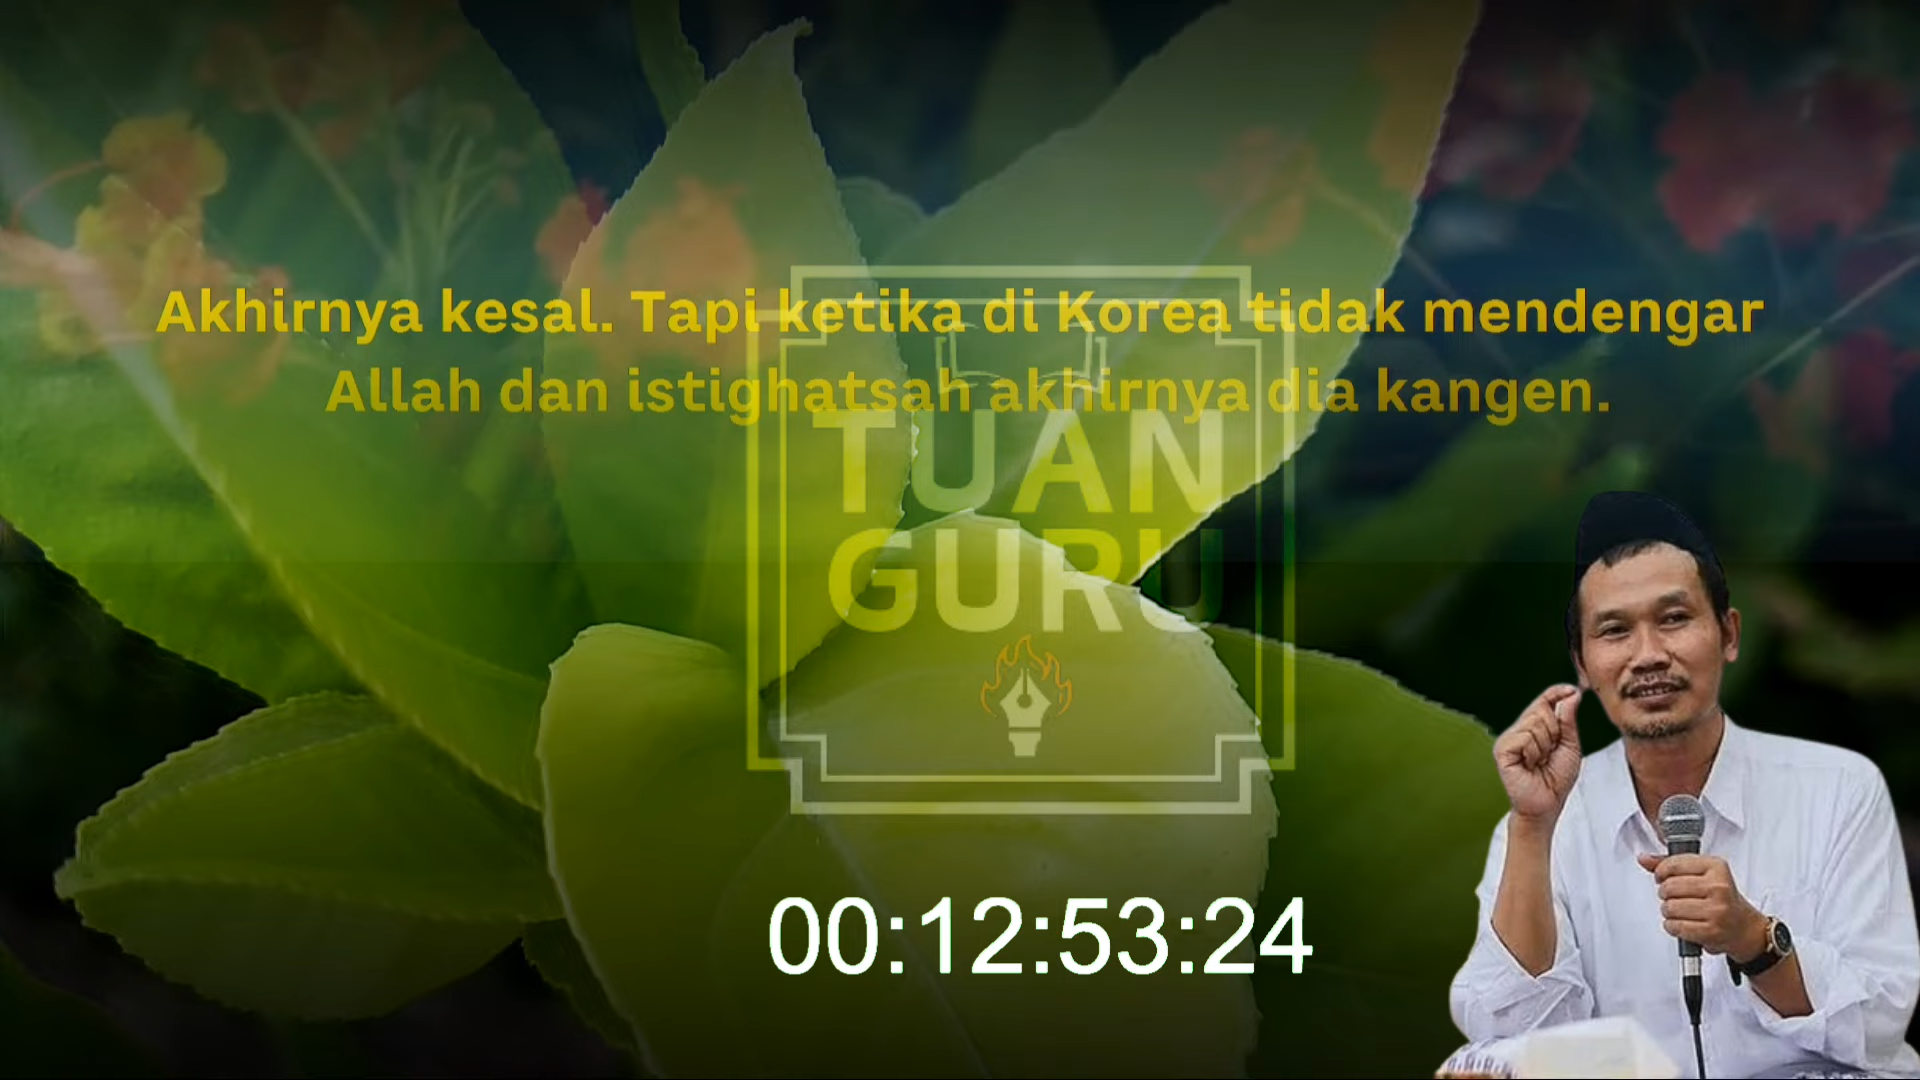 Akhirnya kesal. Tapi ketika di Korea tidak mendengar
Allah dan istighatsah akhirnya dia kangen.
TUAN
GURU
00:12:53:24